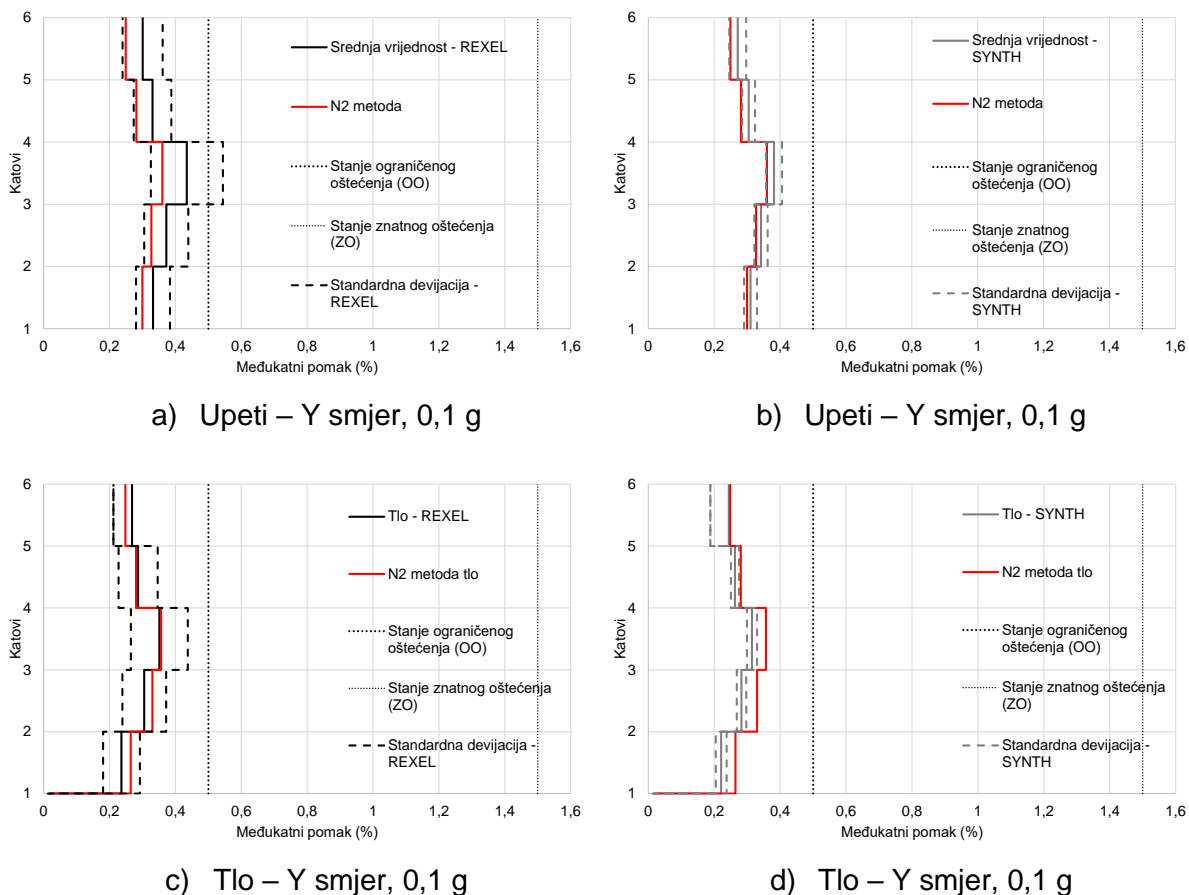 6
5
4
3
2
1
Katovi
0
0,2
0,4
0,6
0,8
1
1,2
1,4
1,6
Međukatni pomak (%)
Srednja vrijednost - REXEL
N2 metoda
Stanje ograničenog
oštećenja (OO)
Stanje znatnog oštećenja
(ZO)
Standardna devijacija -
REXEL
a) Upeti – Y smjer, 0,1 g
6
5
4
3
2
1
Katovi
0
0,2
0,4
0,6
0,8
1
1,2
1,4
1,6
Međukatni pomak (%)
Srednja vrijednost -
SYNTH
N2 metoda
Stanje ograničenog
oštećenja (OO)
Stanje znatnog
oštećenja (ZO)
Standardna devijacija -
SYNTH
b) Upeti – Y smjer, 0,1 g
6
5
4
3
2
1
Katovi
0
0,2
0,4
0,6
0,8
1
1,2
1,4
1,6
Međukatni pomak (%)
Tlo - REXEL
N2 metoda tlo
Stanje ograničenog
oštećenja (OO)
Stanje znatnog oštećenja
(ZO)
Standardna devijacija -
REXEL
c) Tlo – Y smjer, 0,1 g
6
5
4
3
2
1
Katovi
0
0,2
0,4
0,6
0,8
1
1,2
1,4
1,6
Međukatni pomak (%)
Tlo - SYNTH
N2 metoda tlo
Stanje ograničenog
oštećenja (OO)
Stanje znatnog oštećenja
(ZO)
Standardna devijacija -
SYNTH
d) Tlo – Y smjer, 0,1 g